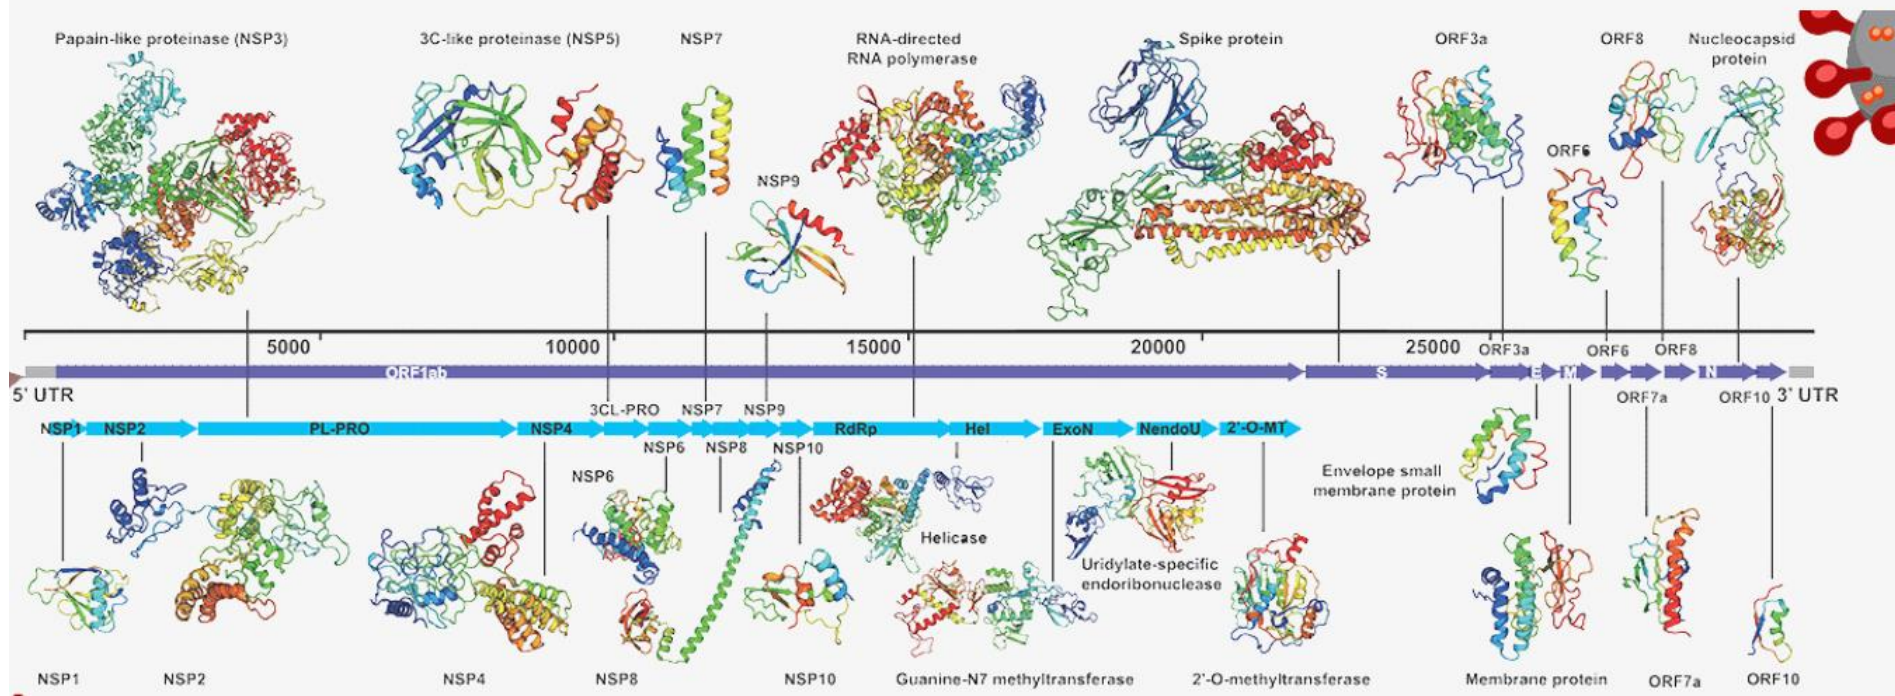 Papain-like proteinase (NSP3)
3C-like proteinase (NSP5)
NSP7
RNA-directed
RNA polymerase
Spike protein
ORF3a
ORF8
Nucleocapsid
protein
ORF6
NSP9
5000
10000
15000
20000
25000
ORF3a
ORF6
ORF8
ORF1ab
S
E
M
N
5' UTR
ORF7a
ORF10
3' UTR
3CL-PRO
NSP7
NSP9
NSP1
NSP2
PL-PRO
NSP4
RdRp
Hel
ExoN
NendoU
2'-O-MT
NSP6
NSP8
NSP10
NSP6
Envelope small
membrane protein
Helicase
Uridylate-specific
endoribonuclease
NSP1
NSP2
NSP4
NSP8
NSP10
Guanine-N7 methyltransferase
2'-O-methyltransferase
Membrane protein
ORF7a
ORF10